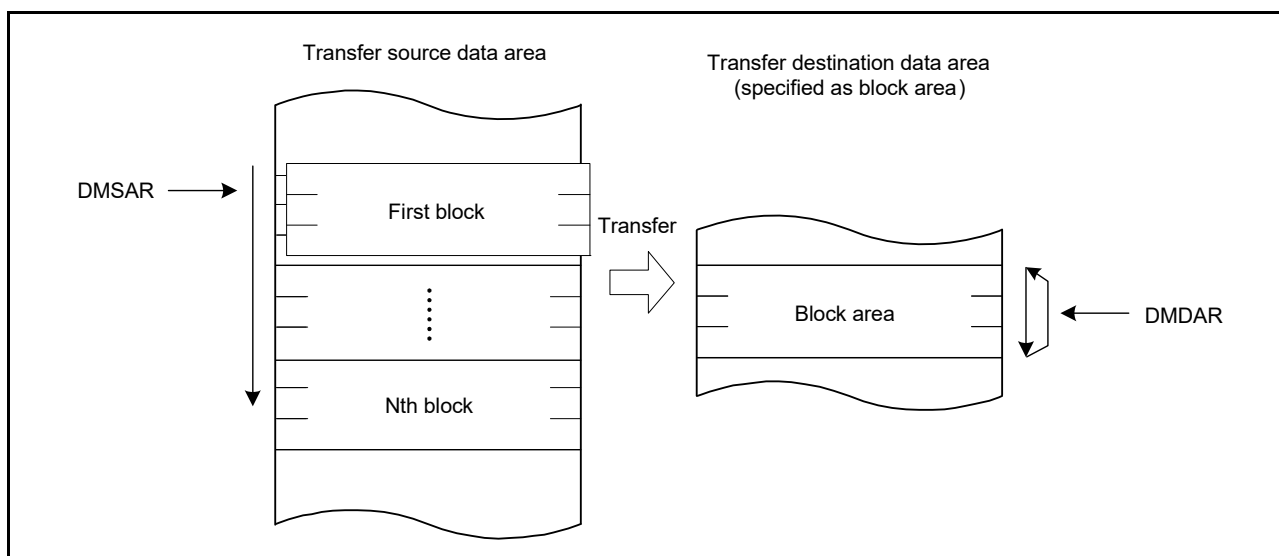 Transfer source data area
Transfer destination data area
(specified as block area)
DMSAR
First block
Transfer
Block area
DMDAR
Nth block